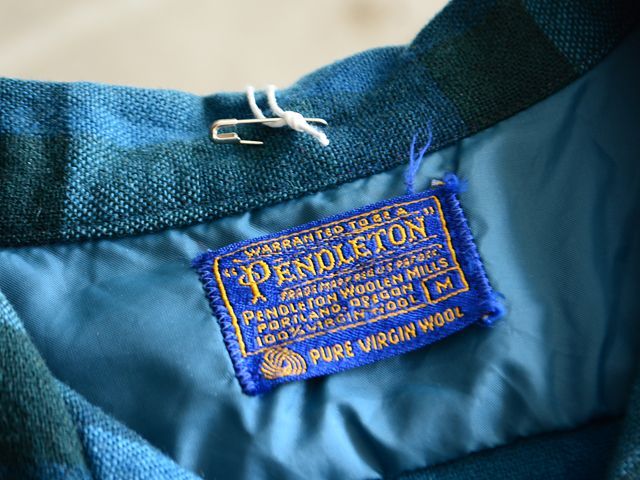 WARRANTED TO BE A
"PENDLETON"
TRADE MARK REG. U.S. PAT. OFF.
PENDLETON WOOLEN MILLS
PORTLAND, OREGON
100% VIRGIN WOOL
M
PURE VIRGIN WOOL